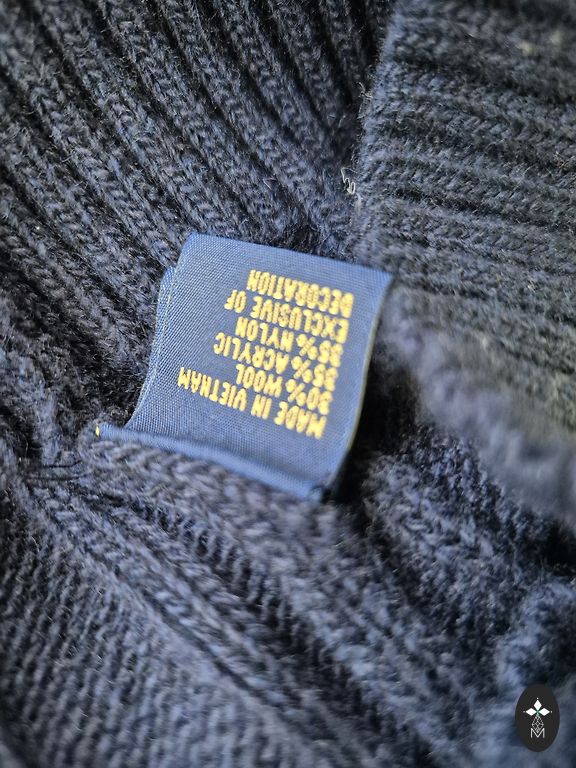 MADE IN VIETNAM
30% WOOL
35% ACRYLIC
35% NYLON
EXCLUSIVE OF
DECORATION
M